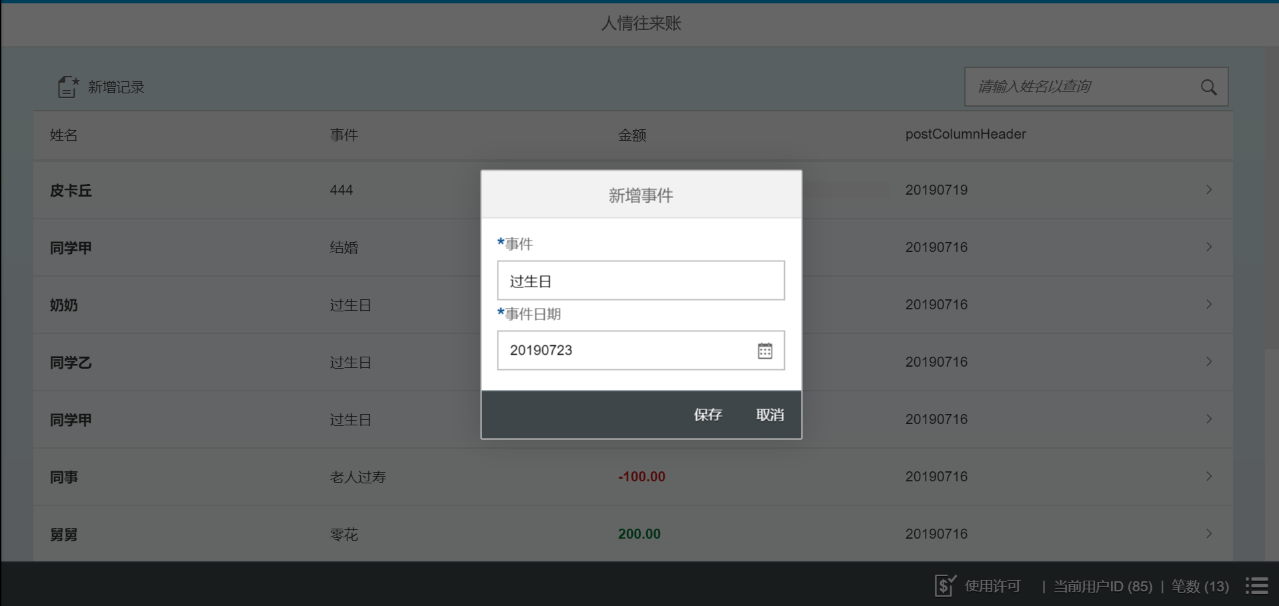 人情往来账
新增记录
请输入姓名以查询
姓名 事件 金额 postColumnHeader
皮卡丘 444 20190719
同学甲 结婚 20190716
奶奶 过生日 20190716
同学乙 过生日 20190716
同学甲 过生日 20190716
同事 老人过寿 -100.00 20190716
舅舅 零花 200.00 20190716
新增事件
*事件
过生日
*事件日期
20190723
保存 取消
使用许可 | 当前用户ID (85) | 笔数 (13)